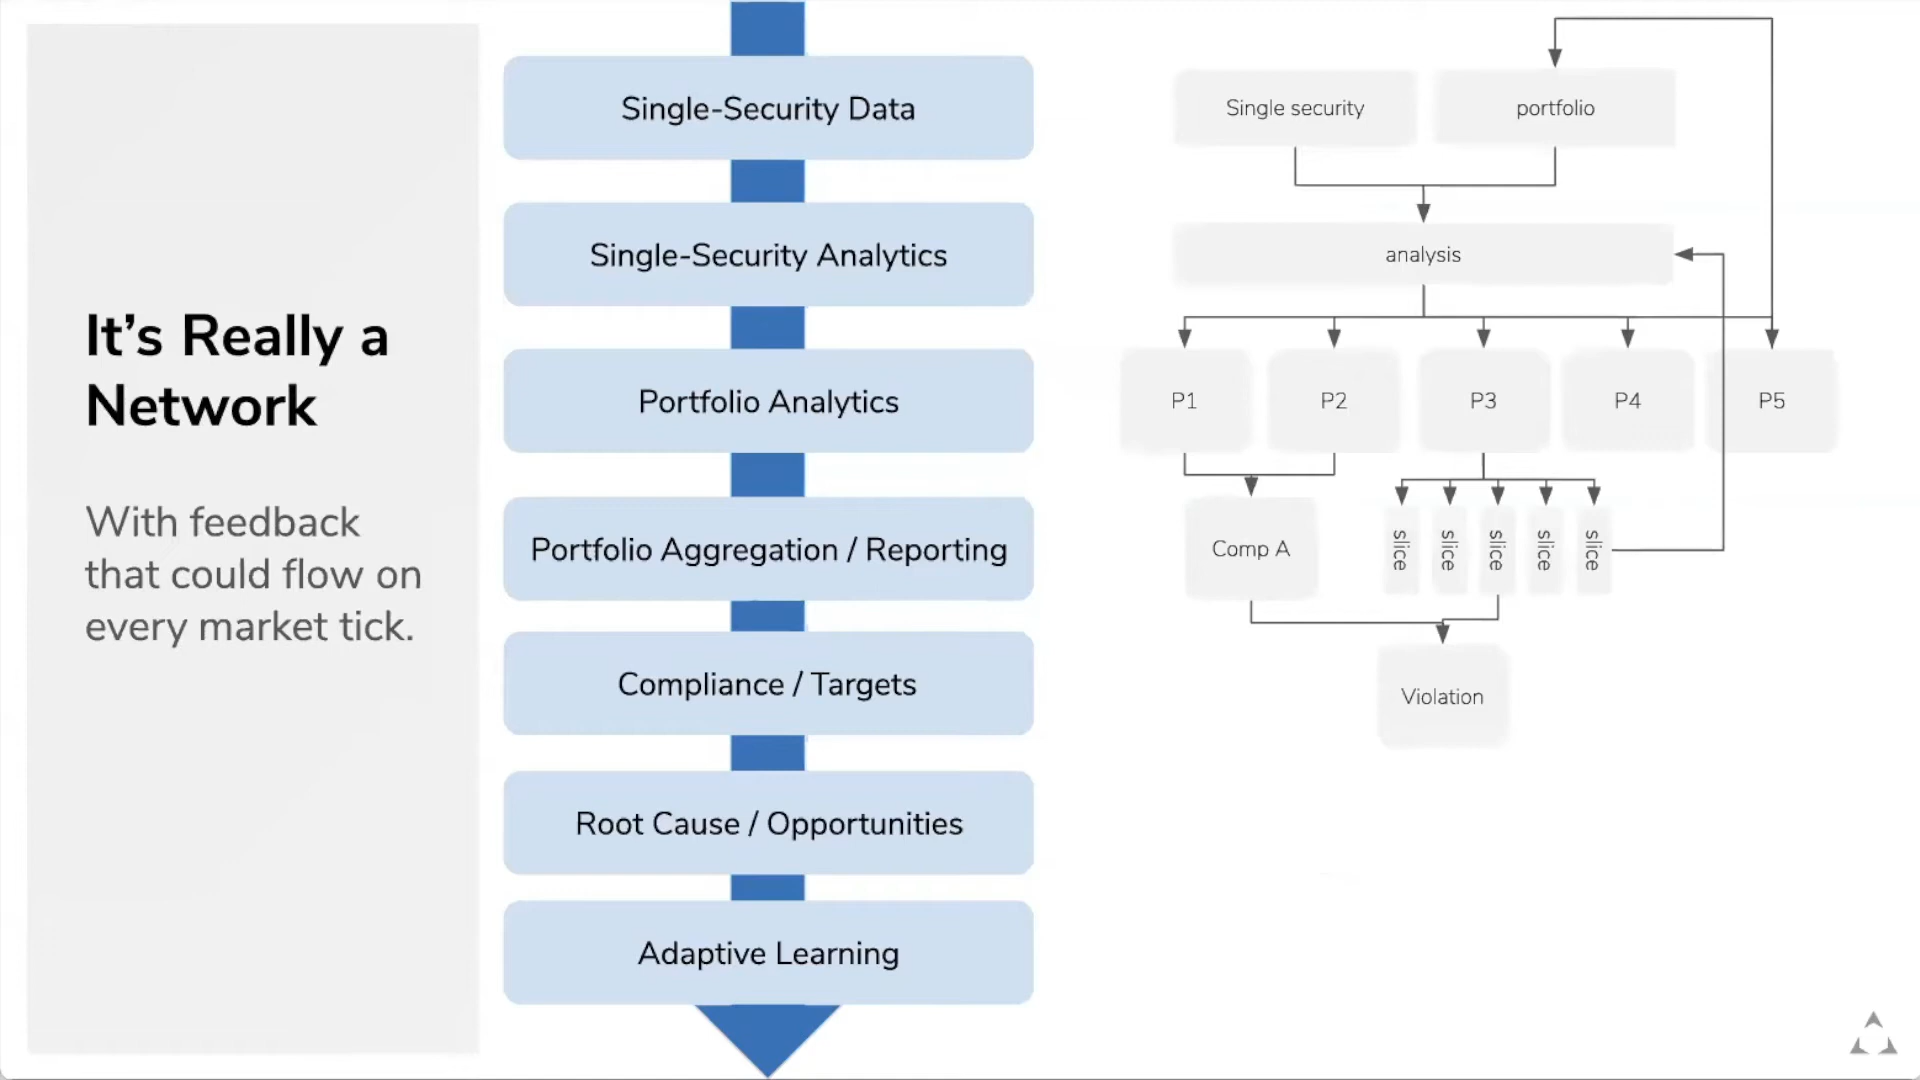 It's Really a
Network
With feedback
that could flow on
every market tick.
Single-Security Data
Single-Security Analytics
Portfolio Analytics
Portfolio Aggregation / Reporting
Compliance / Targets
Root Cause / Opportunities
Adaptive Learning
Single security
portfolio
analysis
P1
P2
P3
P4
P5
Comp A
slice
slice
slice
slice
slice
Violation